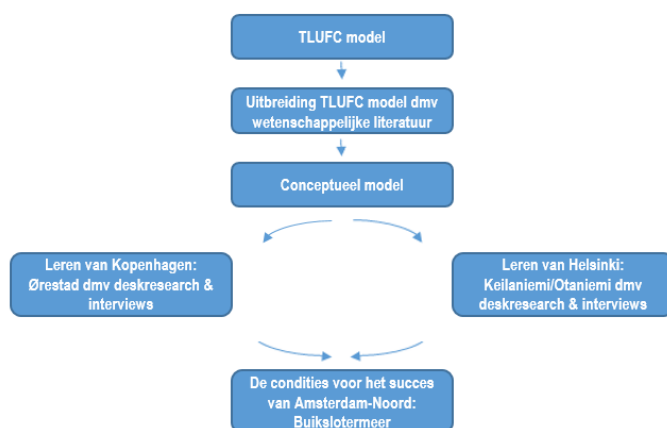 TLUFC model
Uitbreiding TLUFC model dmv
wetenschappelijke literatuur
Conceptueel model
Leren van Kopenhagen:
Ørestad dmv deskresearch &
interviews
Leren van Helsinki:
Keilaniemi/Otaniemi dmv
deskresearch & interviews
De condities voor het succes
van Amsterdam-Noord:
Buikslotermeer